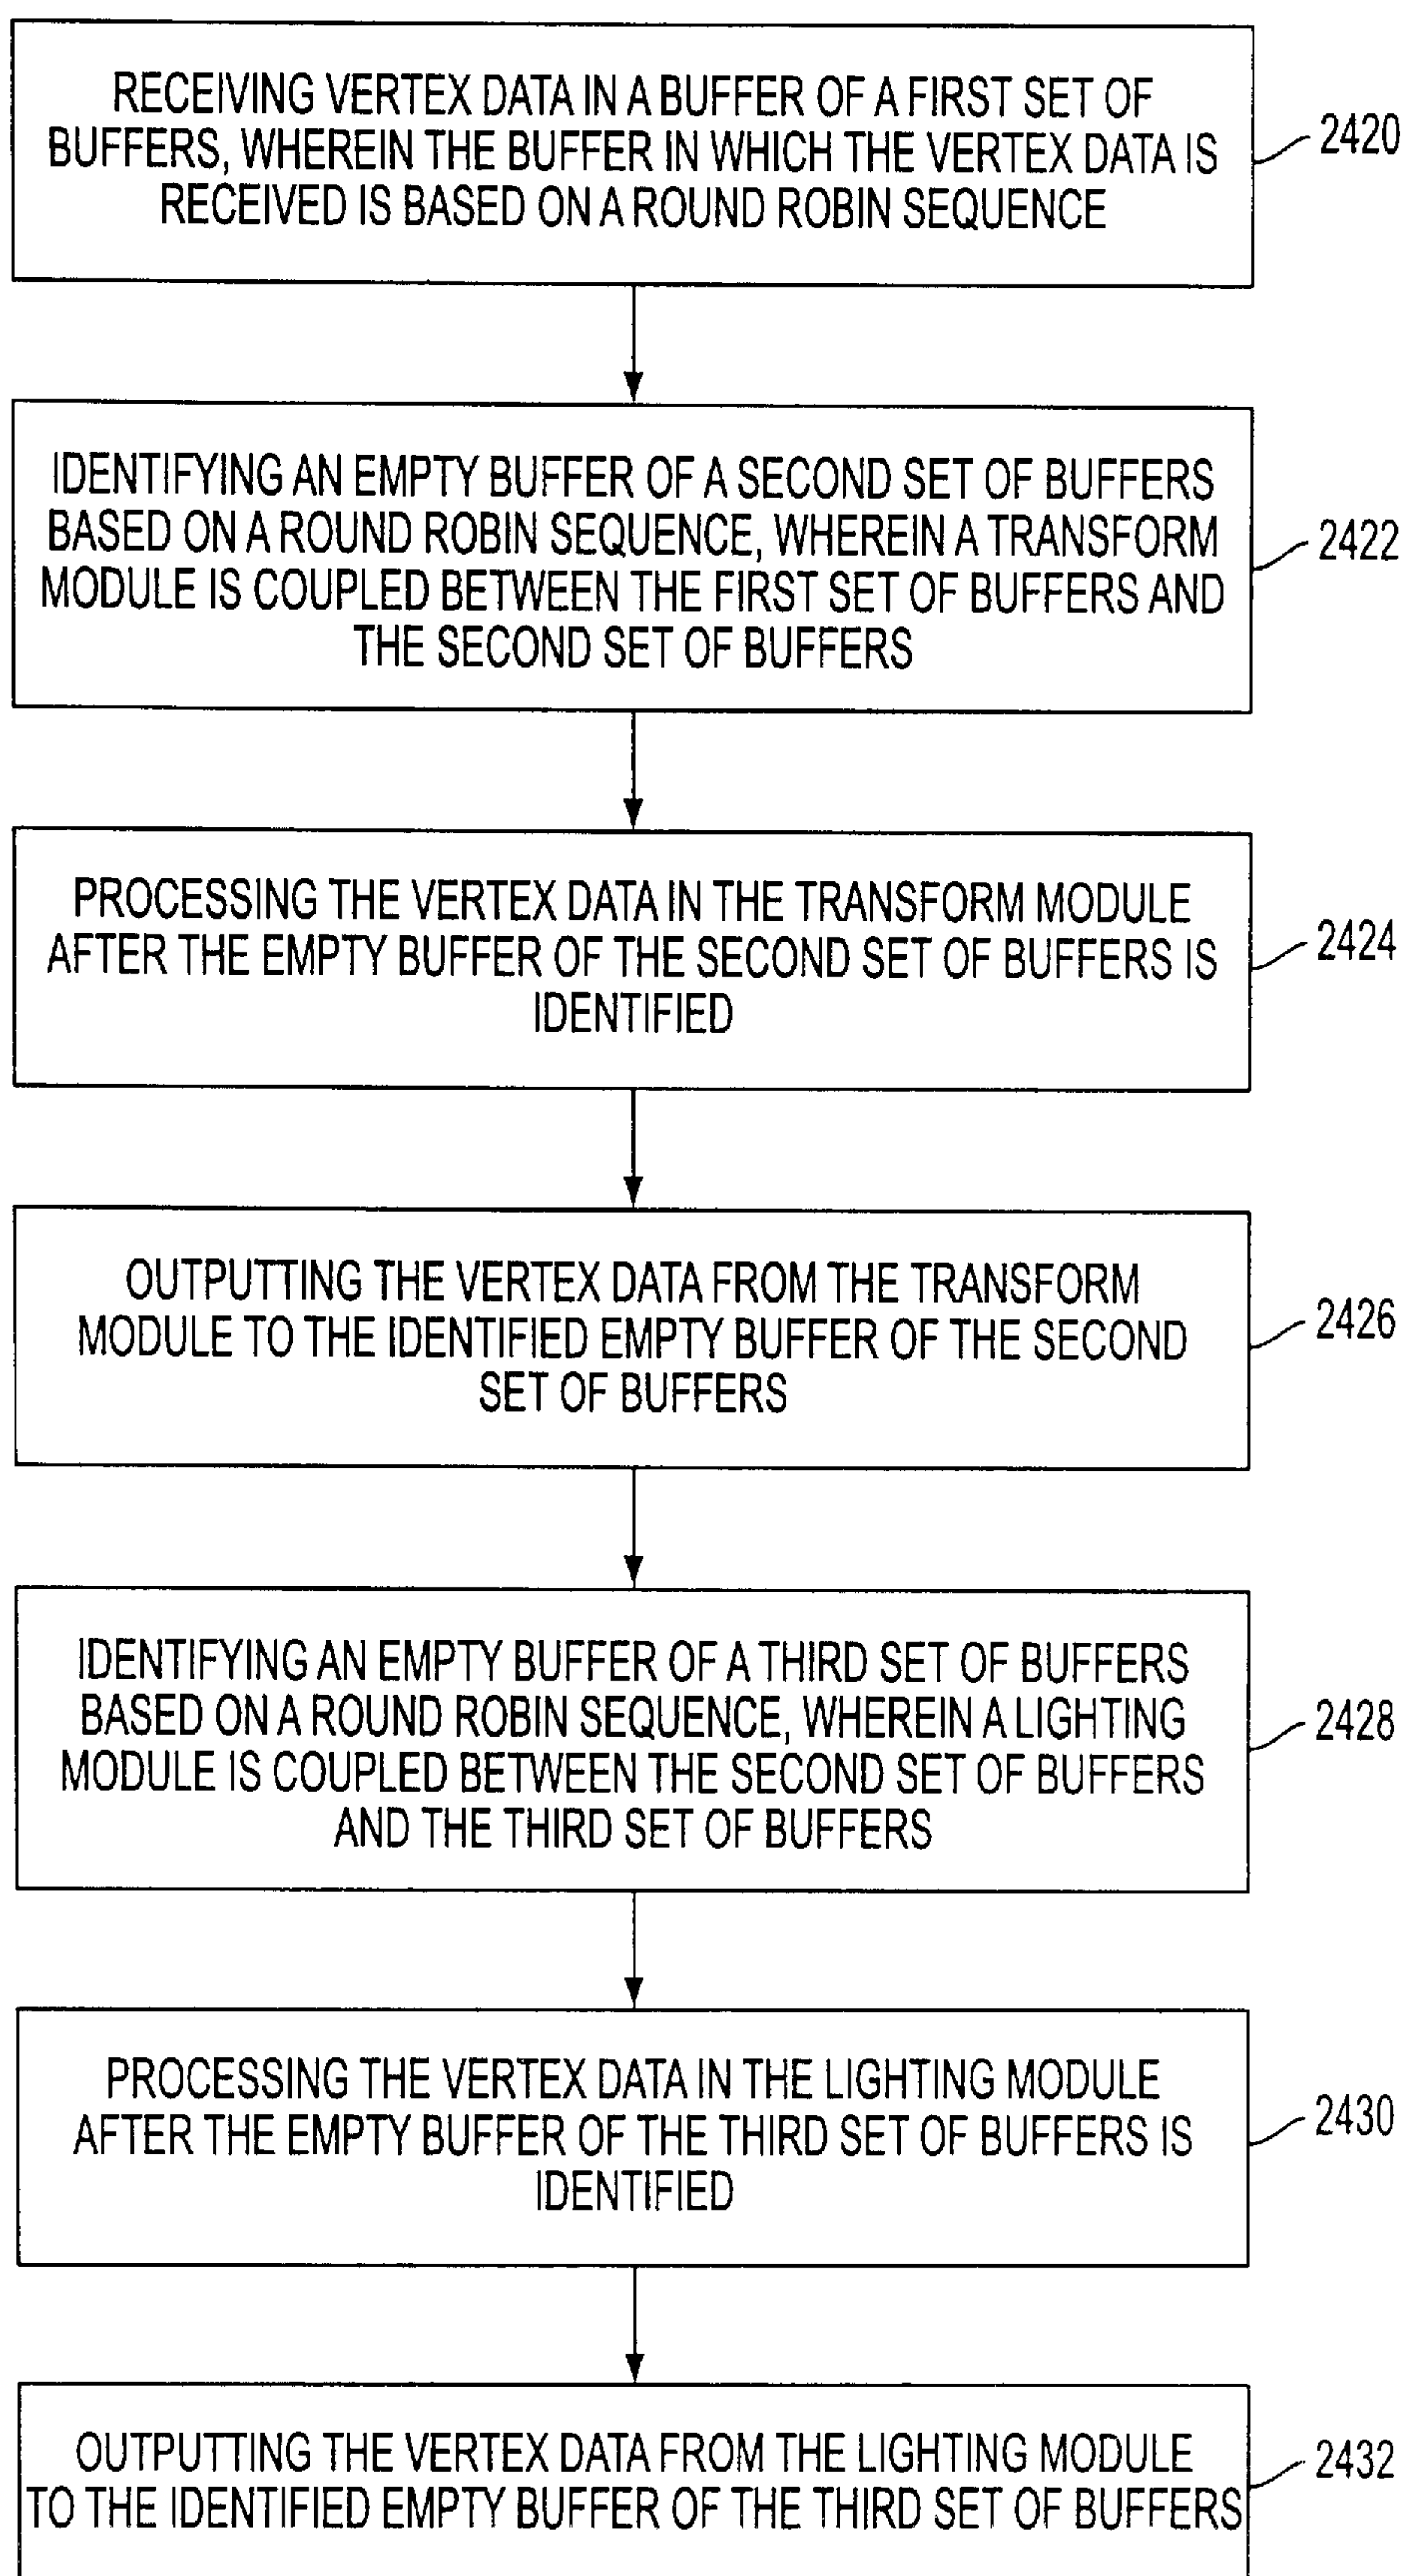 RECEIVING VERTEX DATA IN A BUFFER OF A FIRST SET OF
BUFFERS, WHEREIN THE BUFFER IN WHICH THE VERTEX DATA IS
RECEIVED IS BASED ON A ROUND ROBIN SEQUENCE
2420
IDENTIFYING AN EMPTY BUFFER OF A SECOND SET OF BUFFERS
BASED ON A ROUND ROBIN SEQUENCE, WHEREIN A TRANSFORM
MODULE IS COUPLED BETWEEN THE FIRST SET OF BUFFERS AND
THE SECOND SET OF BUFFERS
2422
PROCESSING THE VERTEX DATA IN THE TRANSFORM MODULE
AFTER THE EMPTY BUFFER OF THE SECOND SET OF BUFFERS IS
IDENTIFIED
2424
OUTPUTTING THE VERTEX DATA FROM THE TRANSFORM
MODULE TO THE IDENTIFIED EMPTY BUFFER OF THE SECOND
SET OF BUFFERS
2426
IDENTIFYING AN EMPTY BUFFER OF A THIRD SET OF BUFFERS
BASED ON A ROUND ROBIN SEQUENCE, WHEREIN A LIGHTING
MODULE IS COUPLED BETWEEN THE SECOND SET OF BUFFERS
AND THE THIRD SET OF BUFFERS
2428
PROCESSING THE VERTEX DATA IN THE LIGHTING MODULE
AFTER THE EMPTY BUFFER OF THE THIRD SET OF BUFFERS IS
IDENTIFIED
2430
OUTPUTTING THE VERTEX DATA FROM THE LIGHTING MODULE
TO THE IDENTIFIED EMPTY BUFFER OF THE THIRD SET OF BUFFERS
2432